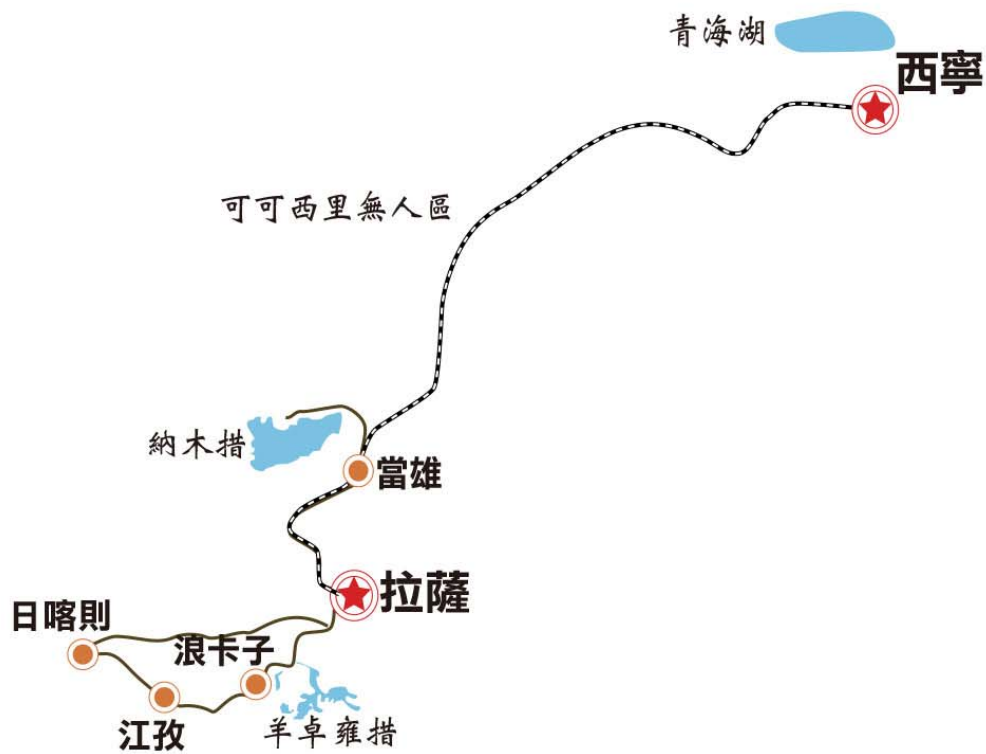 青海湖
西寧
可可西里無人區
納木措
當雄
拉薩
日喀則
浪卡子
江孜
羊卓雍措